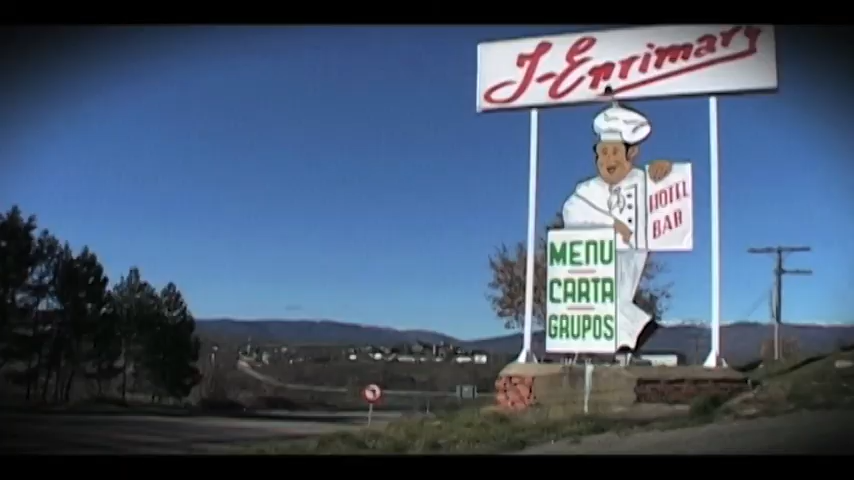 J-Enrimary
HOTEL
BAR
MENU
CARTA
GRUPOS